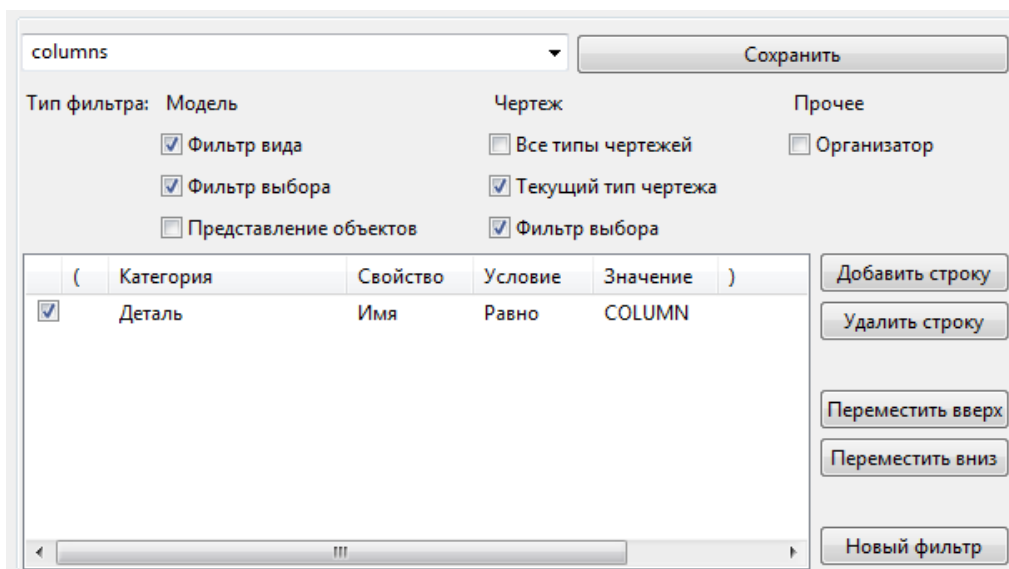 columns Сохранить
Тип фильтра: Модель Чертеж Прочее
Фильтр вида Все типы чертежей Организатор
Фильтр выбора Текущий тип чертежа
Представление объектов Фильтр выбора
( Категория Свойство Условие Значение ) Добавить строку
Деталь Имя Равно COLUMN Удалить строку
Переместить вверх
Переместить вниз
Новый фильтр